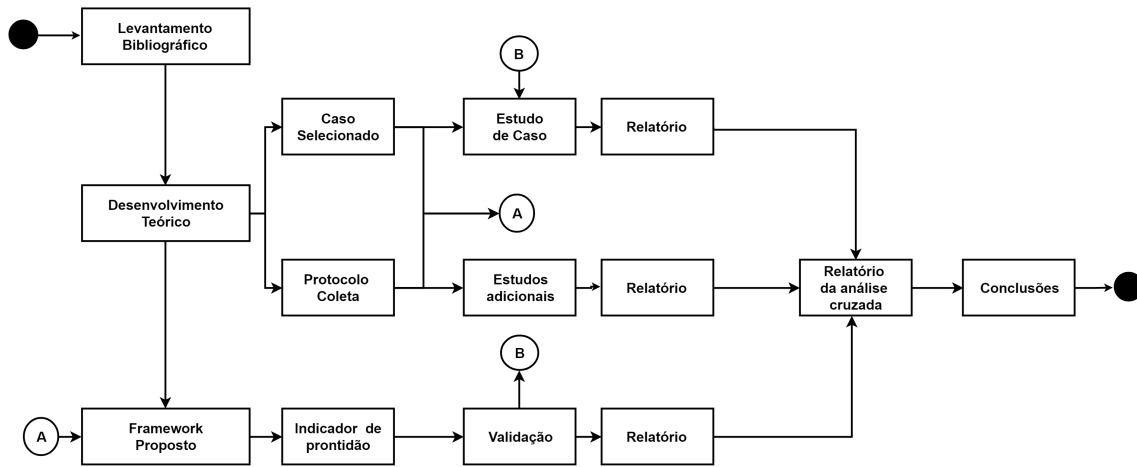 Levantamento
Bibliográfico
B
Caso
Selecionado
Estudo
de Caso
Relatório
Desenvolvimento
Teórico
A
Protocolo
Coleta
Estudos
adicionais
Relatório
Relatório
da análise
cruzada
Conclusões
B
A
Framework
Proposto
Indicador de
prontidão
Validação
Relatório